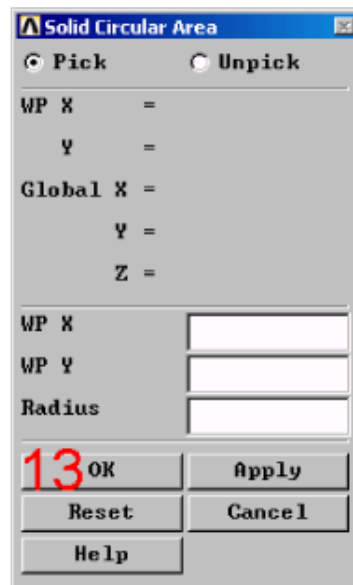 Solid Circular Area
Pick Unpick
WP X =
Y =
Global X =
Y =
Z =
WP X
WP Y
Radius
13 OK Apply
Reset Cancel
Help